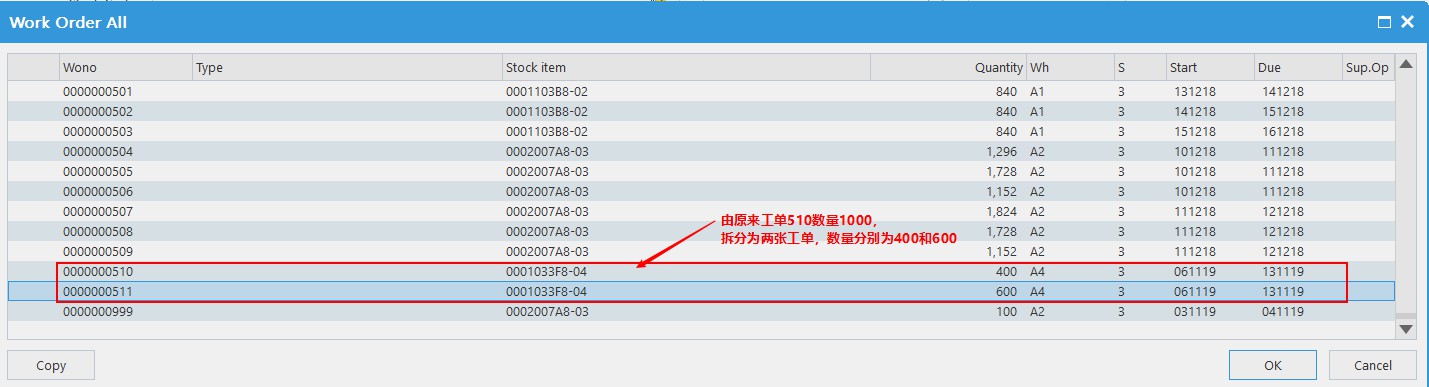 Work Order All
Wono Type Stock item Quantity Wh S Start Due Sup.Op
0000000501 0001103B8-02 840 A1 3 131218 141218
0000000502 0001103B8-02 840 A1 3 141218 151218
0000000503 0001103B8-02 840 A1 3 151218 161218
0000000504 0002007A8-03 1,296 A2 3 101218 111218
0000000505 0002007A8-03 1,728 A2 3 101218 111218
0000000506 0002007A8-03 1,152 A2 3 101218 111218
0000000507 0002007A8-03 1,824 A2 3 111218 121218
由原来工单510数量1000，
0000000508 0002007A8-03 1,728 A2 3 111218 121218
拆分为两张工单，数量分别为400和600
0000000509 0002007A8-03 1,152 A2 3 111218 121218
0000000510 0001033F8-04 400 A4 3 061119 131119
0000000511 0001033F8-04 600 A4 3 061119 131119
0000000999 0002007A8-03 100 A2 3 031119 041119
Copy OK Cancel